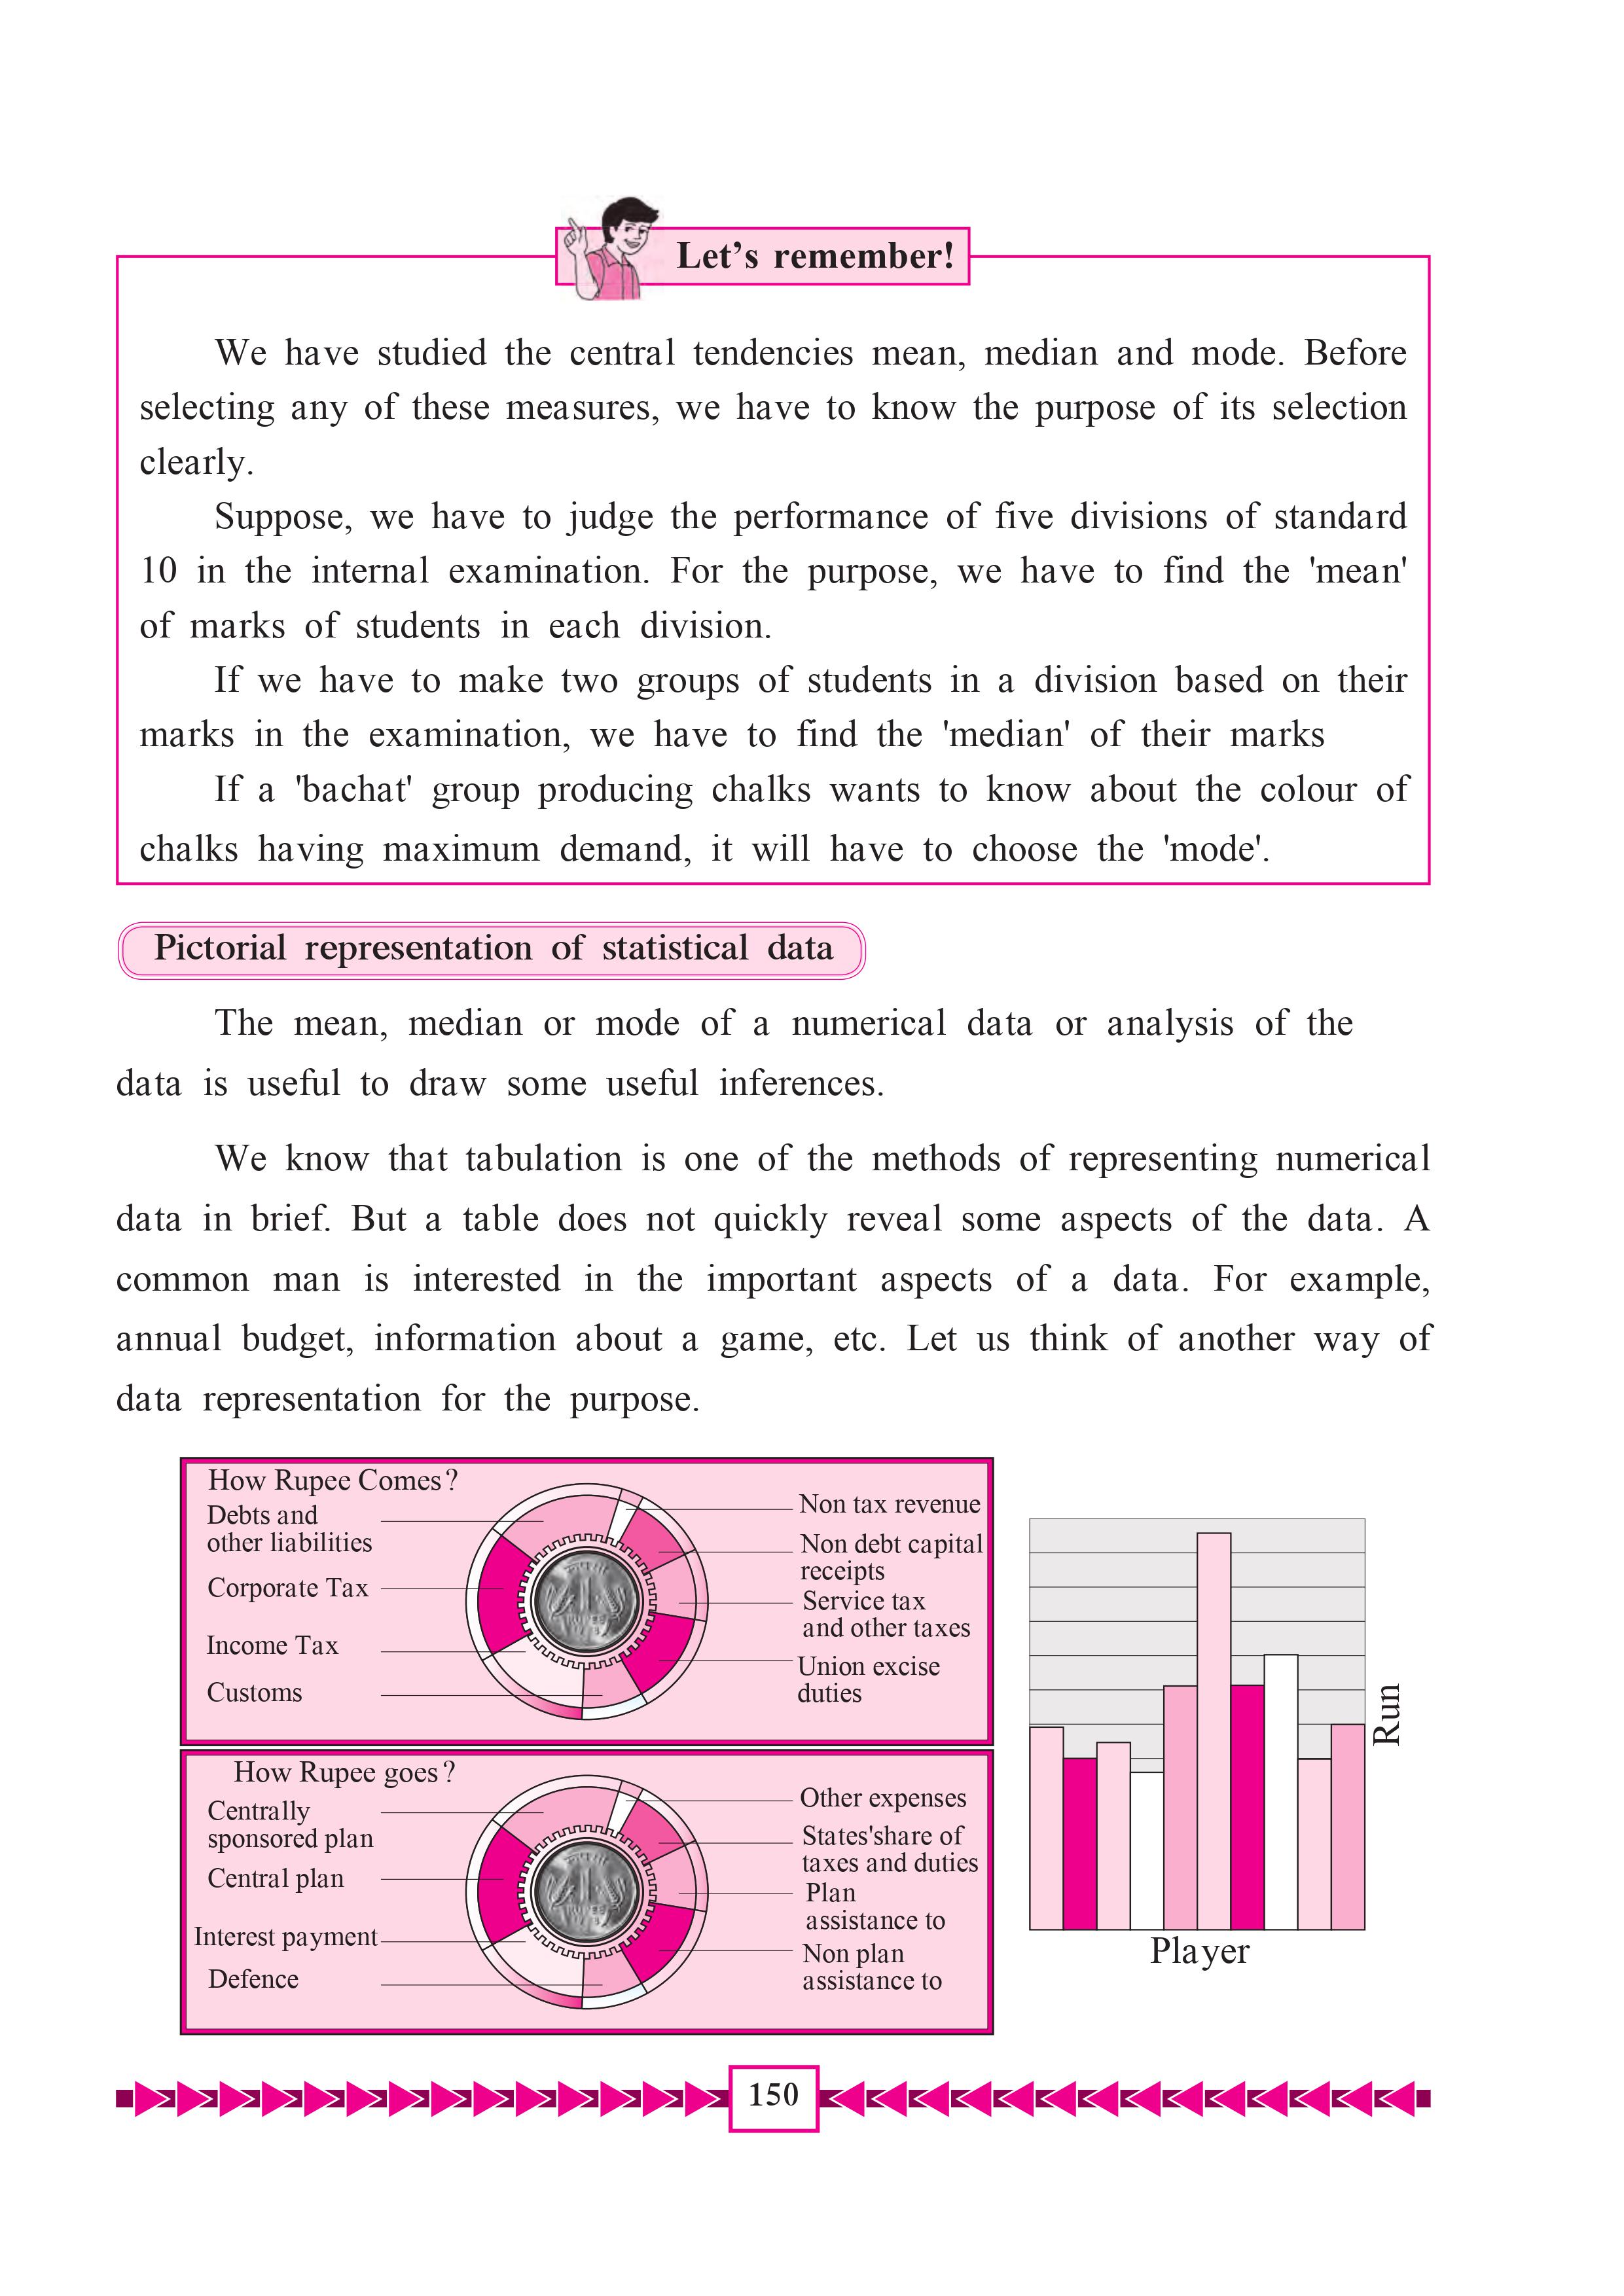 Let’s remember!
We have studied the central tendencies mean, median and mode. Before
selecting any of these measures, we have to know the purpose of its selection
clearly.
Suppose, we have to judge the performance of five divisions of standard
10 in the internal examination. For the purpose, we have to find the 'mean'
of marks of students in each division.
If we have to make two groups of students in a division based on their
marks in the examination, we have to find the 'median' of their marks
If a 'bachat' group producing chalks wants to know about the colour of
chalks having maximum demand, it will have to choose the 'mode'.
Pictorial representation of statistical data
The mean, median or mode of a numerical data or analysis of the
data is useful to draw some useful inferences.
We know that tabulation is one of the methods of representing numerical
data in brief. But a table does not quickly reveal some aspects of the data. A
common man is interested in the important aspects of a data. For example,
annual budget, information about a game, etc. Let us think of another way of
data representation for the purpose.
How Rupee Comes?
Debts and
other liabilities
Corporate Tax
Income Tax
Customs
Non tax revenue
Non debt capital
receipts
Service tax
and other taxes
Union excise
duties
How Rupee goes?
Centrally
sponsored plan
Central plan
Interest payment
Defence
Other expenses
States'share of
taxes and duties
Plan
assistance to
Non plan
assistance to
Run
Player
150